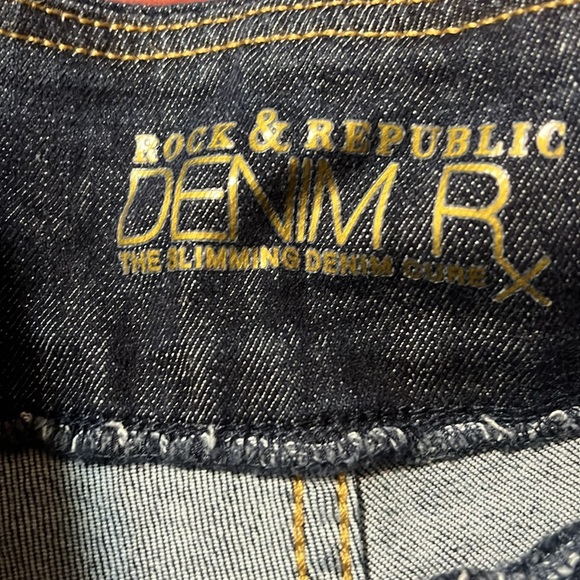 ROCK & REPUBLIC
DENIM Rx
THE SLIMMING DENIM CURE